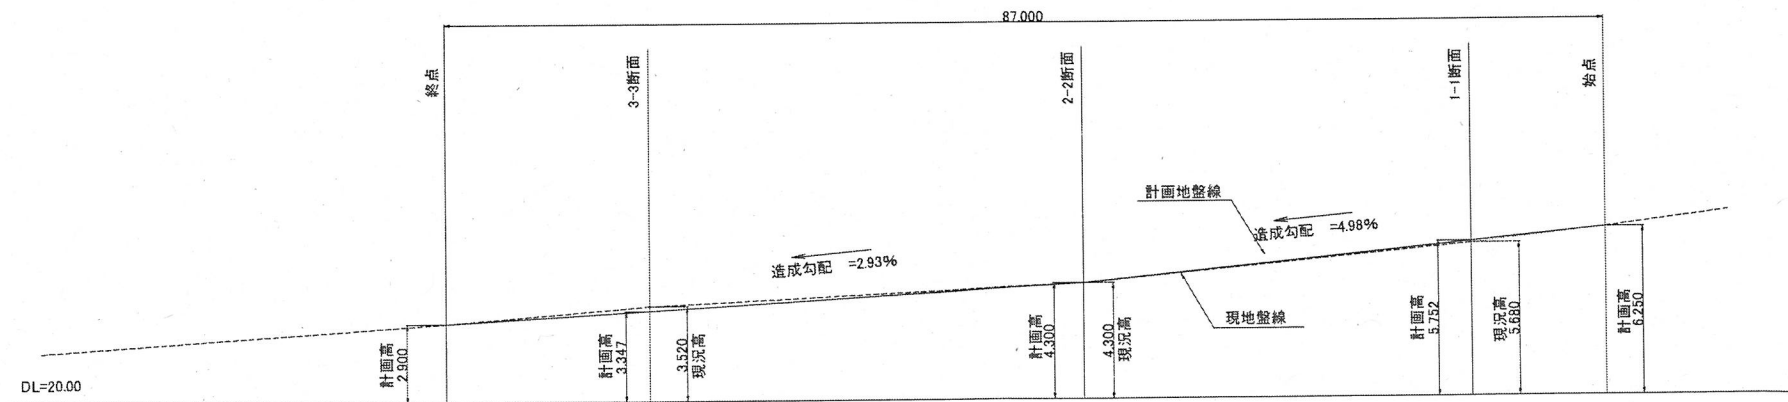 87.000
終点
3-3断面
2-2断面
1-1断面
始点
計画地盤線
造成勾配 =4.98%
造成勾配 =2.93%
現地盤線
計画高
2.900
計画高
3.347
3.520
現況高
計画高
4.300
4.300
現況高
計画高
5.752
現況高
5.680
計画高
6.250
DL=20.00